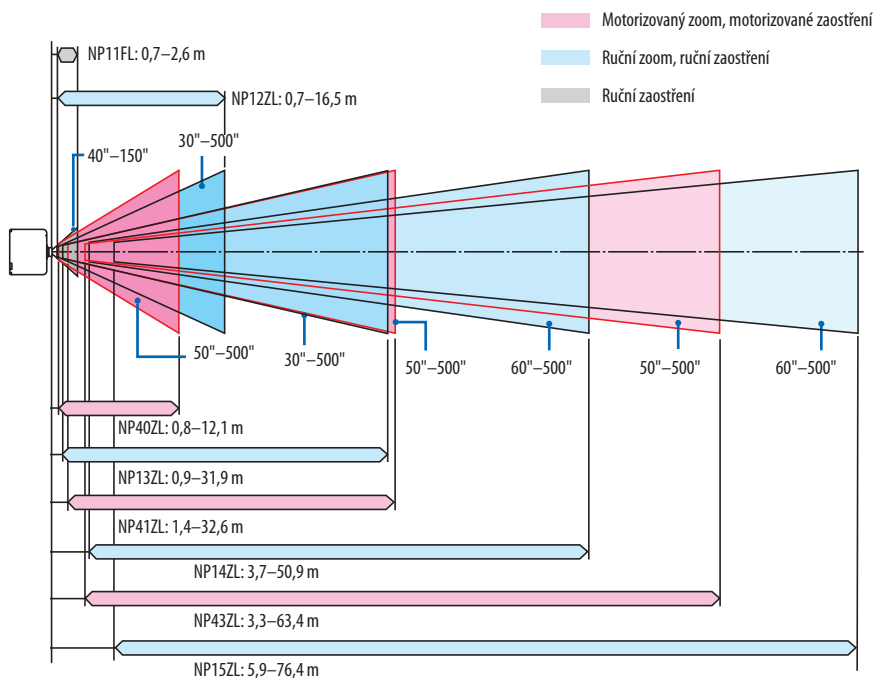 Motorizovaný zoom, motorizované zaostření
Ruční zoom, ruční zaostření
Ruční zaostření
NP11FL: 0,7–2,6 m
NP12ZL: 0,7–16,5 m
30"–500"
40"–150"
50"–500"
30"–500"
50"–500"
60"–500"
50"–500"
60"–500"
NP40ZL: 0,8–12,1 m
NP13ZL: 0,9–31,9 m
NP41ZL: 1,4–32,6 m
NP14ZL: 3,7–50,9 m
NP43ZL: 3,3–63,4 m
NP15ZL: 5,9–76,4 m